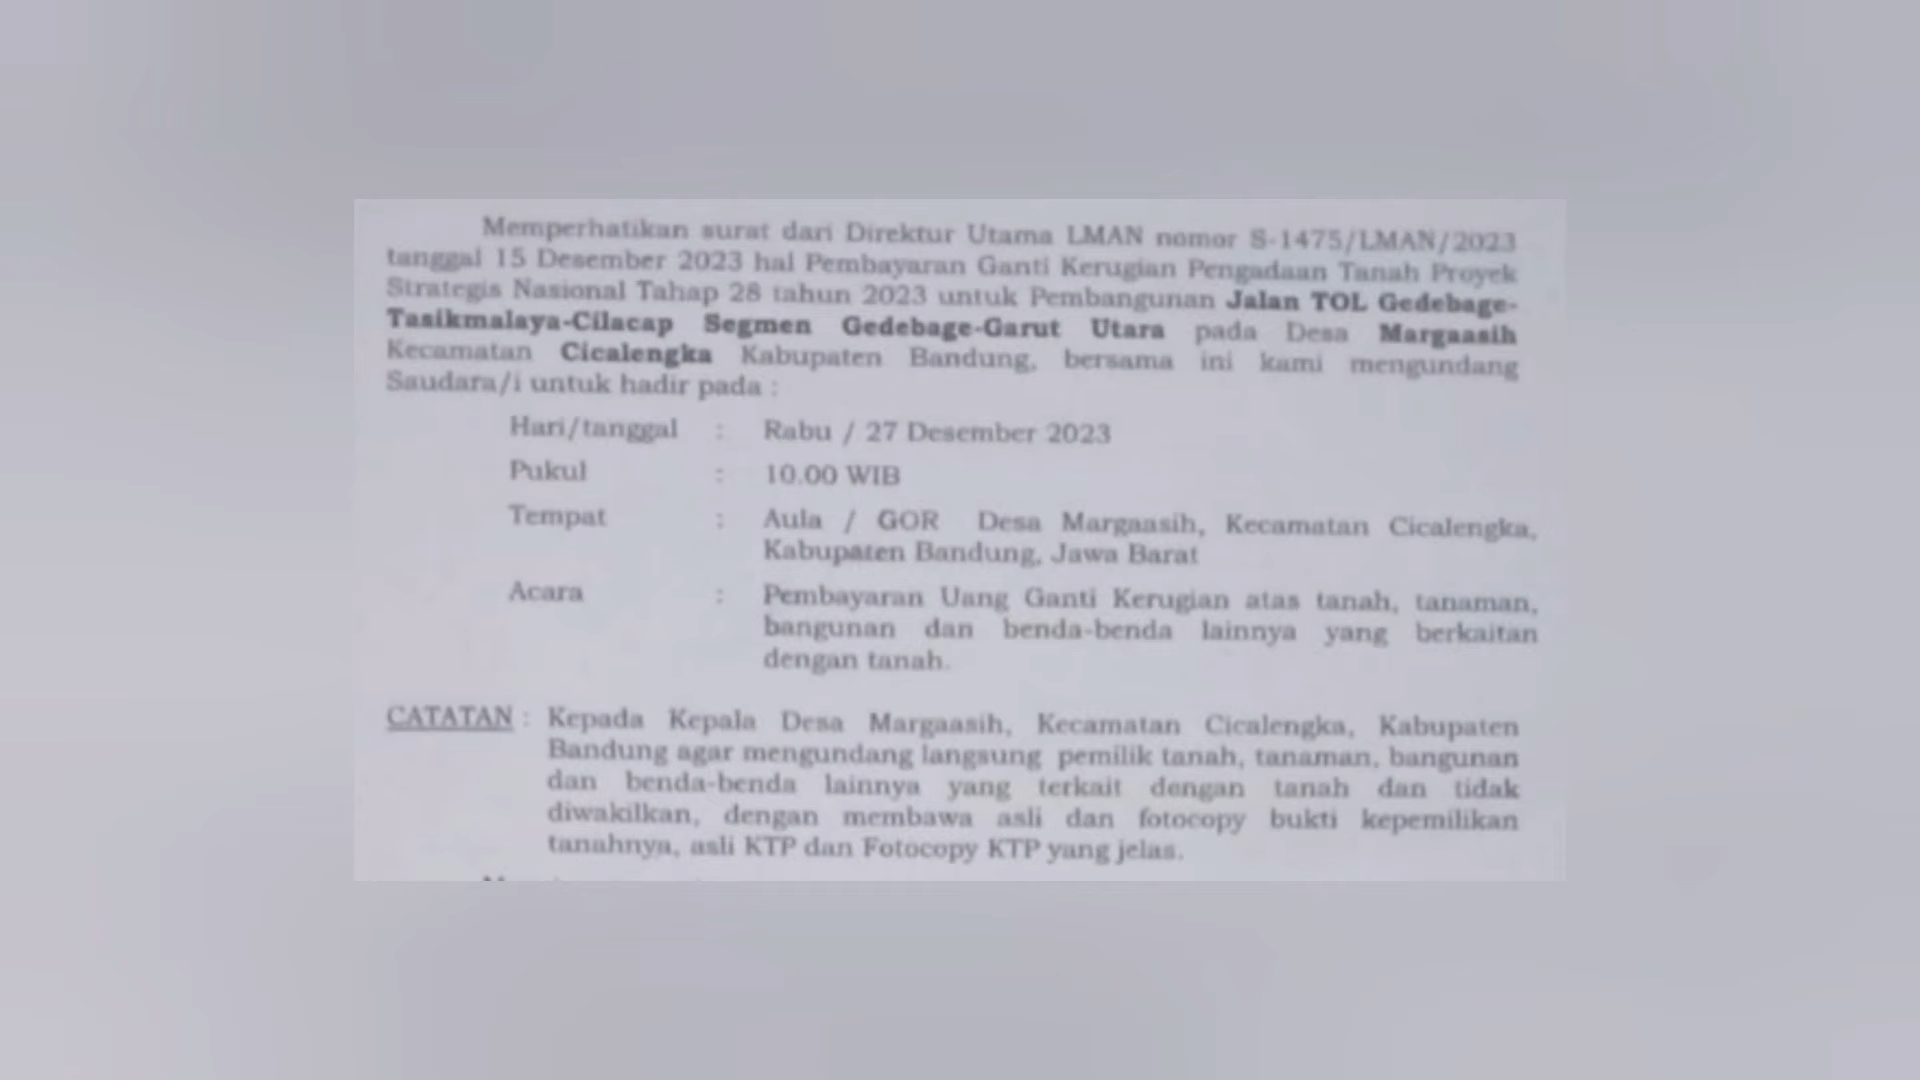 Memperhatikan surat dari Direktur Utama LMAN nomor S-1475/LMAN/2023
tanggal 15 Desember 2023 hal Pembayaran Ganti Kerugian Pengadaan Tanah Proyek
Strategis Nasional Tahap 28 tahun 2023 untuk Pembangunan Jalan TOL Gedebage-
Tasikmalaya-Cilacap Segmen Gedebage-Garut Utara pada Desa Margaasih
Kecamatan Cicalengka Kabupaten Bandung, bersama ini kami mengundang
Saudara/i untuk hadir pada :
Hari/tanggal : Rabu / 27 Desember 2023
Pukul : 10.00 WIB
Tempat : Aula / GOR Desa Margaasih, Kecamatan Cicalengka,
Kabupaten Bandung, Jawa Barat
Acara : Pembayaran Uang Ganti Kerugian atas tanah, tanaman,
bangunan dan benda-benda lainnya yang berkaitan
dengan tanah.
CATATAN : Kepada Kepala Desa Margaasih, Kecamatan Cicalengka, Kabupaten
Bandung agar mengundang langsung pemilik tanah, tanaman, bangunan
dan benda-benda lainnya yang terkait dengan tanah dan tidak
diwakilkan, dengan membawa asli dan fotocopy bukti kepemilikan
tanahnya, asli KTP dan Fotocopy KTP yang jelas.